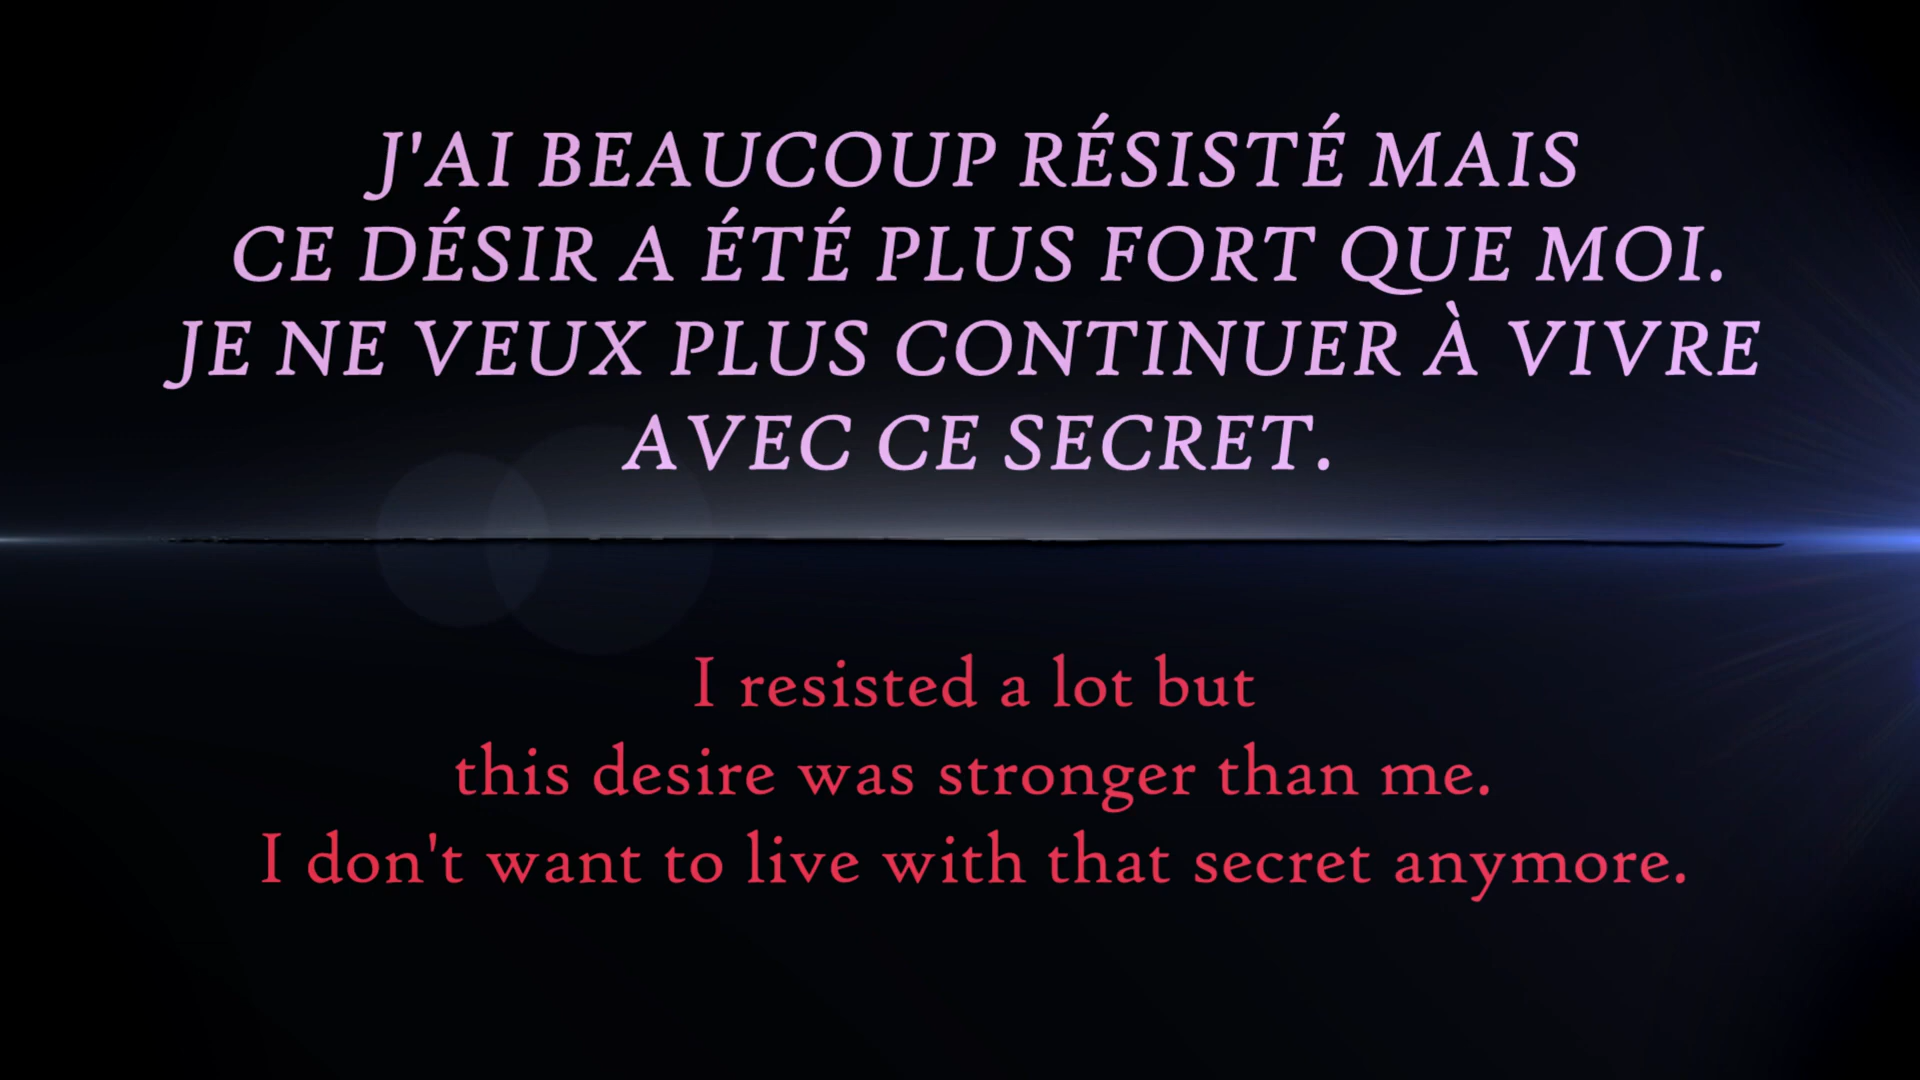 J'AI BEAUCOUP RÉSISTÉ MAIS
CE DÉSIR A ÉTÉ PLUS FORT QUE MOI.
JE NE VEUX PLUS CONTINUER À VIVRE
AVEC CE SECRET.
I resisted a lot but
this desire was stronger than me.
I don't want to live with that secret anymore.